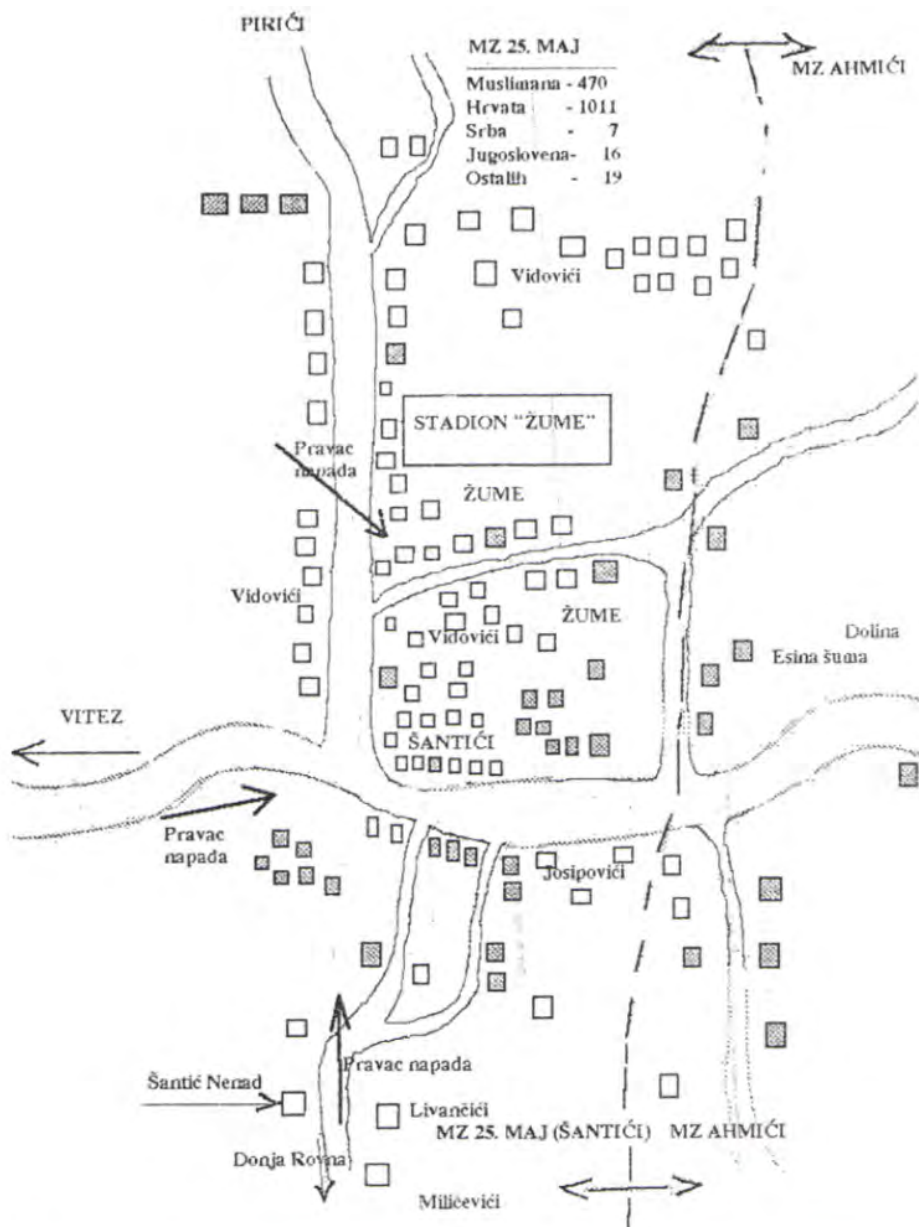 PIRIĆI
MZ 25. MAJ
MZ AHMIĆI
Muslimana - 470
Hrvata - 1011
Srba - 7
Jugoslovena- 16
Ostalih - 19
Vidovići
STADION "ŽUME"
Pravac
napada
ŽUME
Vidovići
Vidovići
ŽUME
Dolina
Esina šuma
VITEZ
ŠANTIĆI
Pravac
napada
Josipovići
Pravac napada
Šantić Nenad
Livančići
MZ 25. MAJ (ŠANTIĆI)
MZ AHMIĆI
Donja Rovna
Milićevići